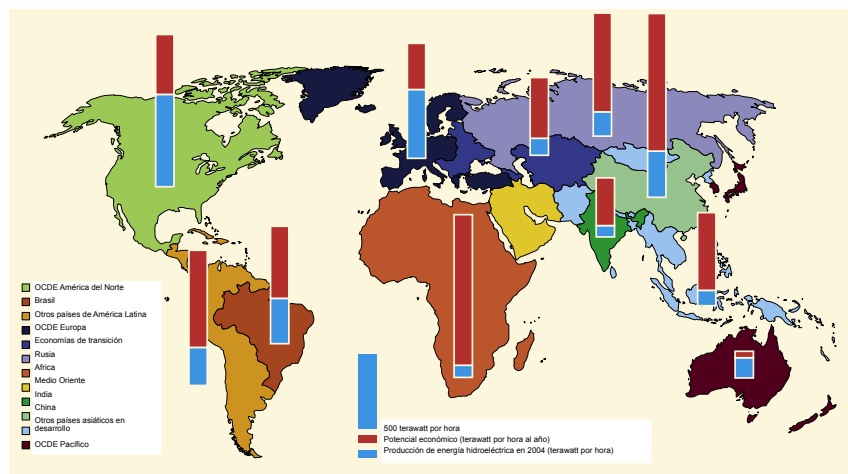 OCDE América del Norte
Brasil
Otros países de América Latina
OCDE Europa
Economías de transición
Rusia
Africa
Medio Oriente
India
China
Otros países asiáticos en
desarrollo
OCDE Pacífico
500 terawatt por hora
Potencial económico (terawatt por hora al año)
Producción de energía hidroeléctrica en 2004 (terawatt por hora)